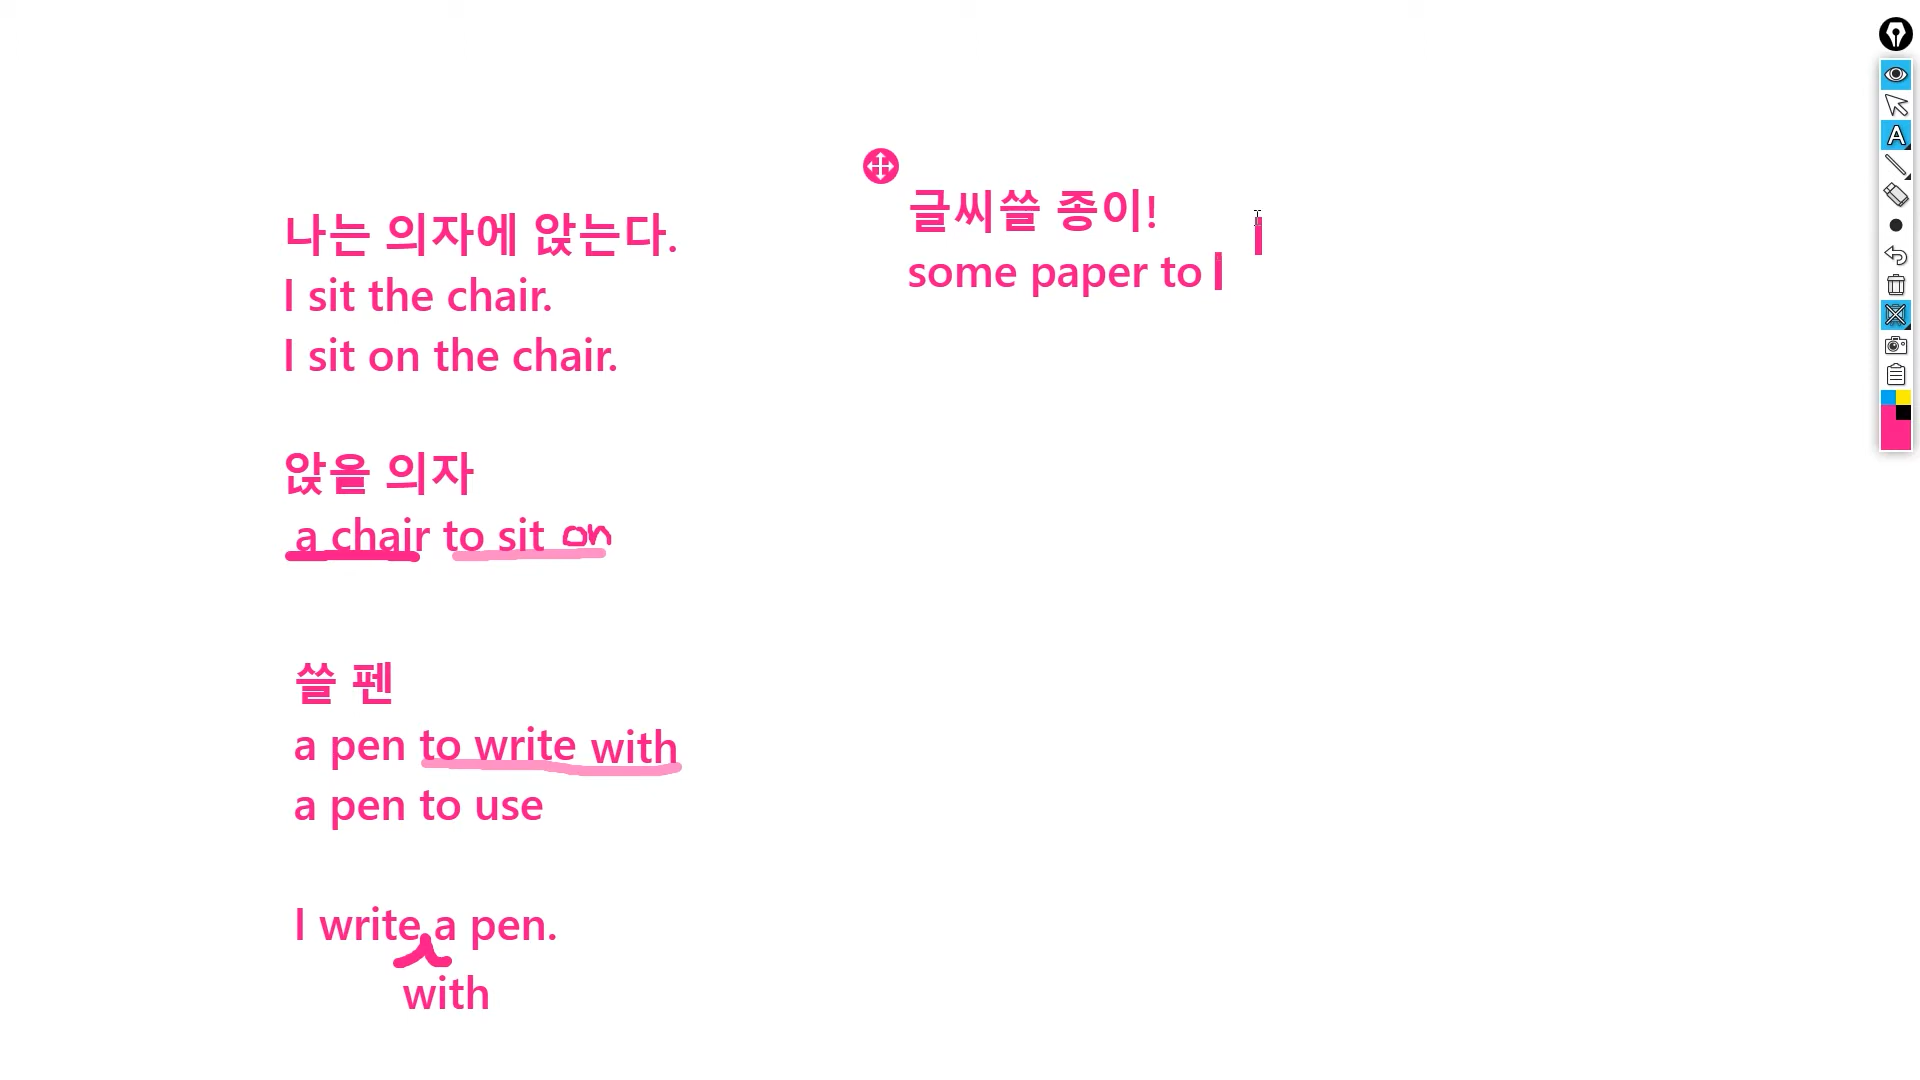 나는 의자에 앉는다.
I sit the chair.
I sit on the chair.
앉을 의자
a chair to sit on
쓸 펜
a pen to write with
a pen to use
I write a pen.
with
글씨쓸 종이!
some paper to